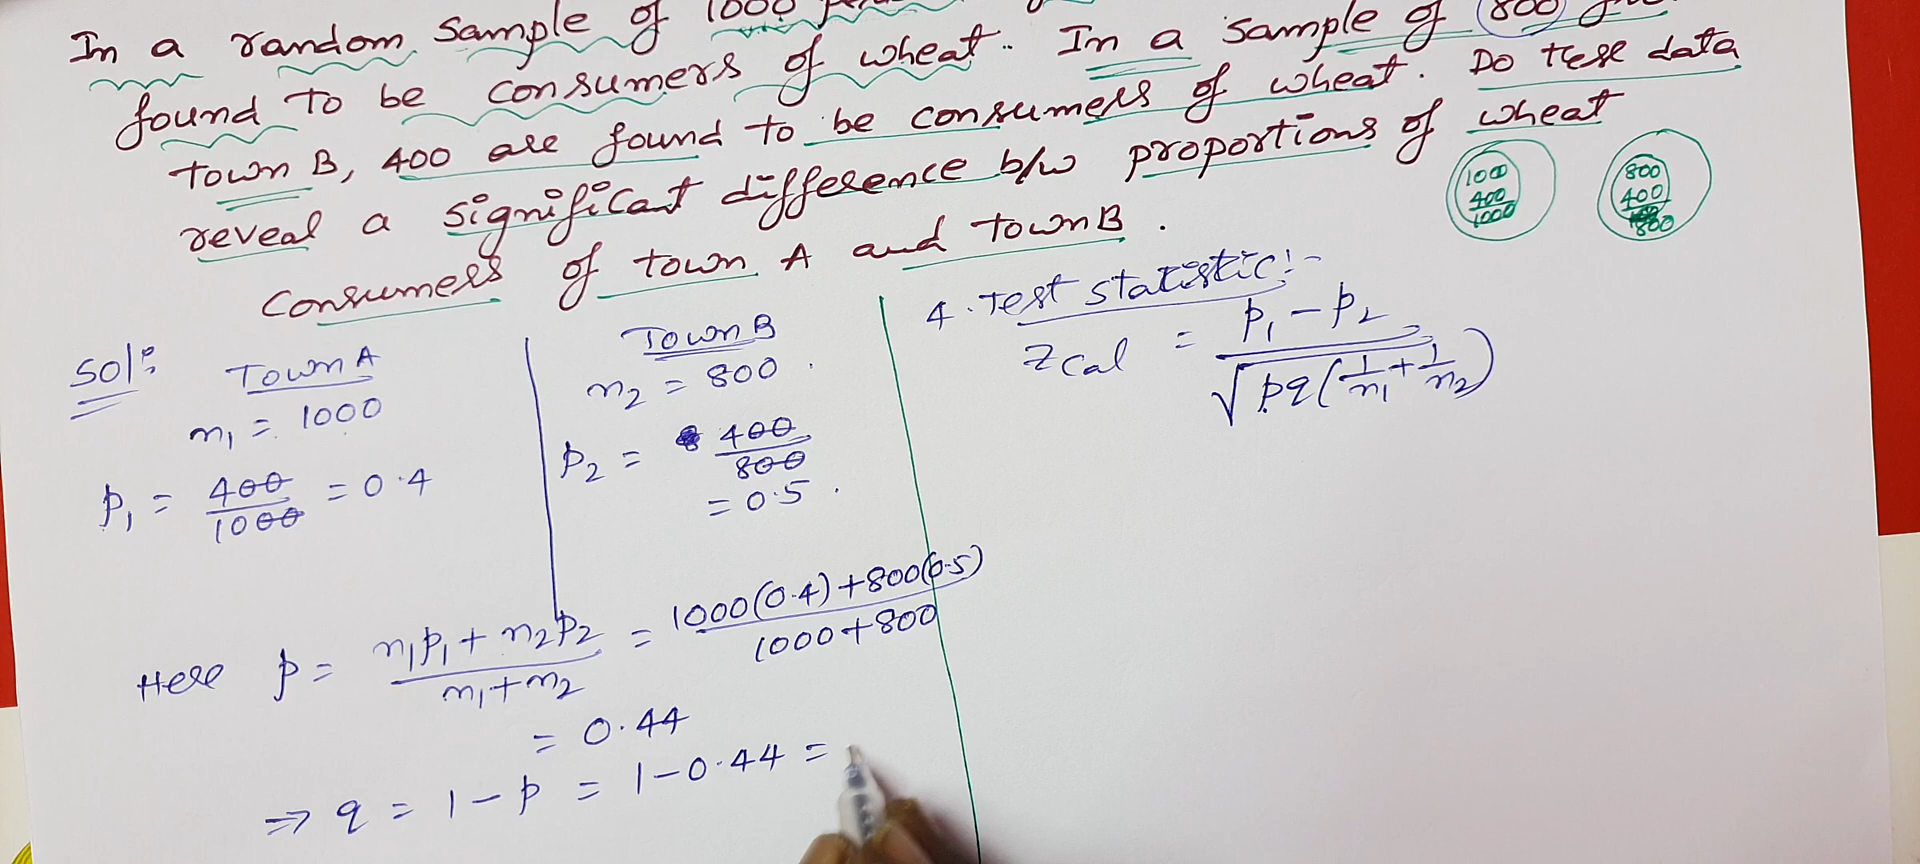 In a random sample of 1000
found to be consumers of wheat. In a sample of 800
town B, 400 are found to be consumers of wheat. Do these data
reveal a significant difference b/w proportions of wheat
consumers of town A and town B.
100
400
1000
800
400
800
Sol:
Town A
n₁ = 1000
p₁ = 400/1000 = 0.4
Town B
n₂ = 800
p₂ = 400/800
= 0.5
Here p = n₁p₁ + n₂p₂/n₁+n₂ = 1000(0.4)+800(0.5)/1000+800
= 0.44
⇒ q = 1-p = 1-0.44 =
4. Test statistic:-
Zcal = p₁-p₂/√pq(1/n₁+1/n₂)